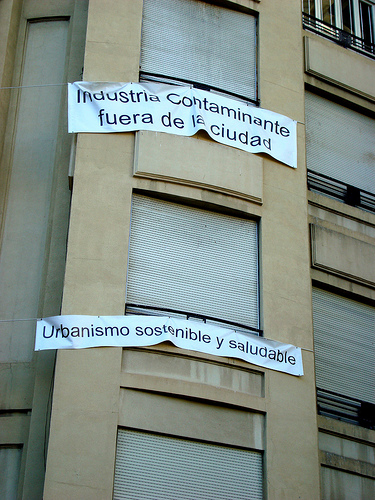 Industria Contaminante
fuera de la ciudad
Urbanismo sostenible y saludable